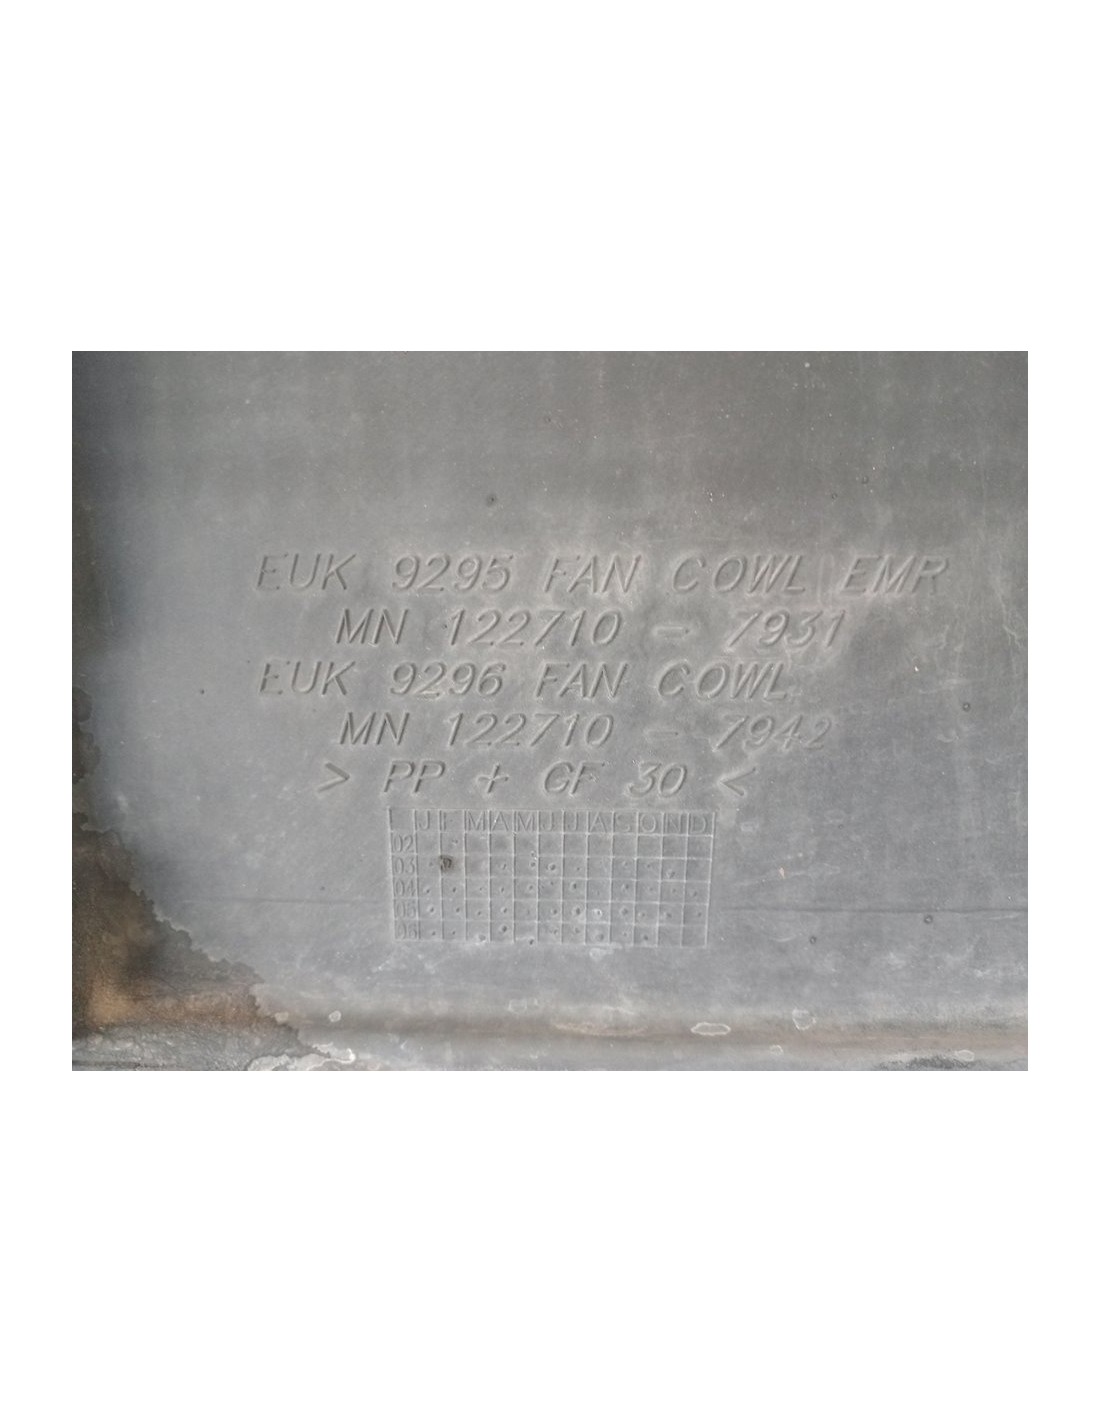 EUK 9295 FAN COWL EMR
MN 122710 - 7931
EUK 9296 FAN COWL
MN 122710 - 7942
> PP + GF 30 <
J F M A M J J A S O N D
02
03
04
05
06